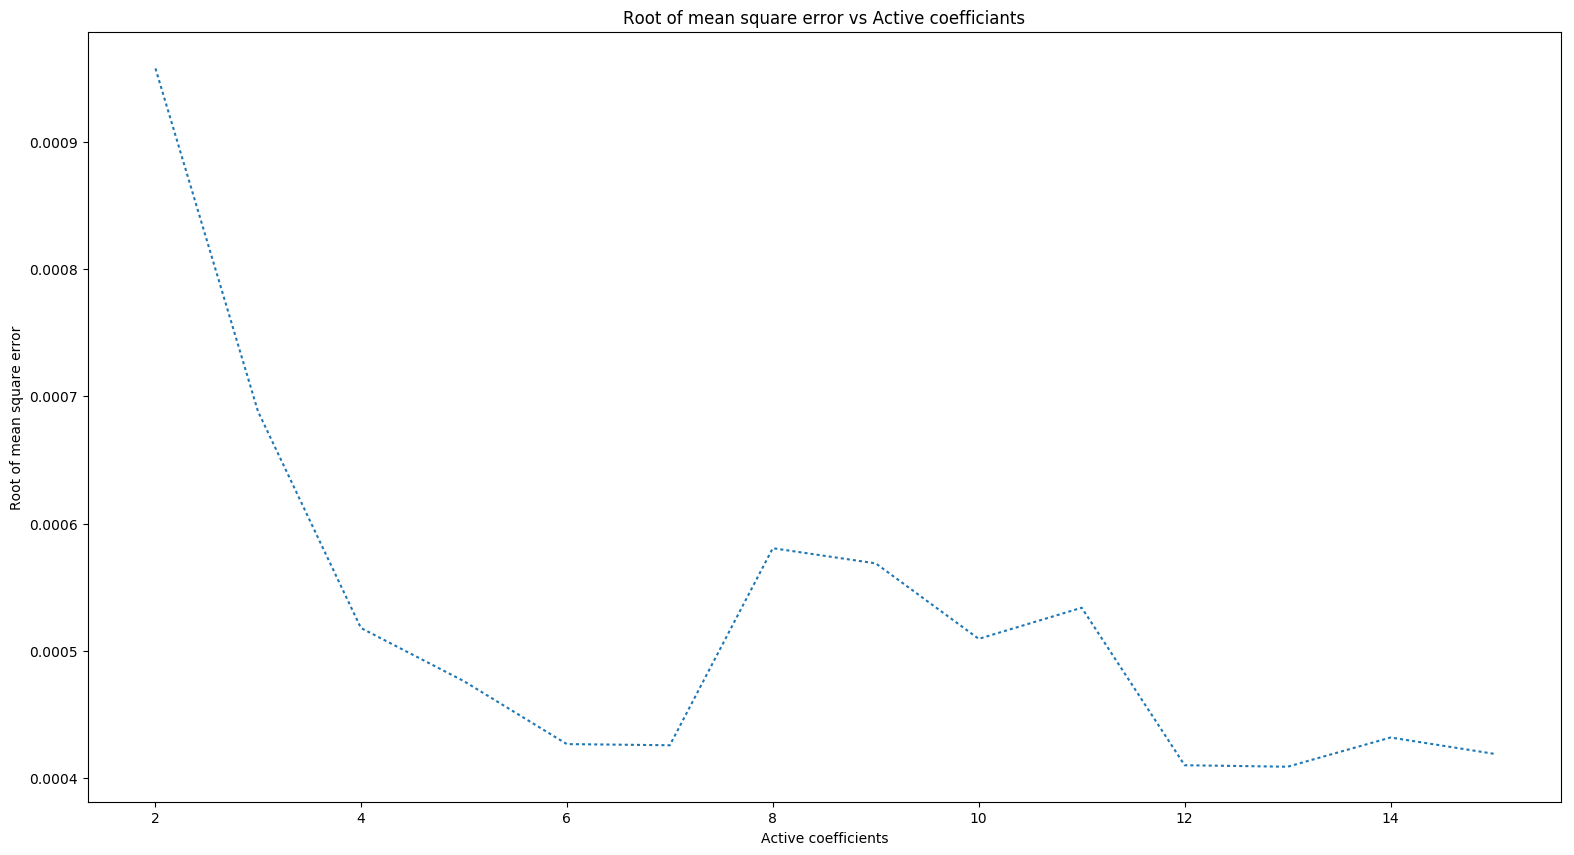 Root of mean square error vs Active coefficiants
Root of mean square error
0.0009
0.0008
0.0007
0.0006
0.0005
0.0004
2 4 6 8 10 12 14
Active coefficients